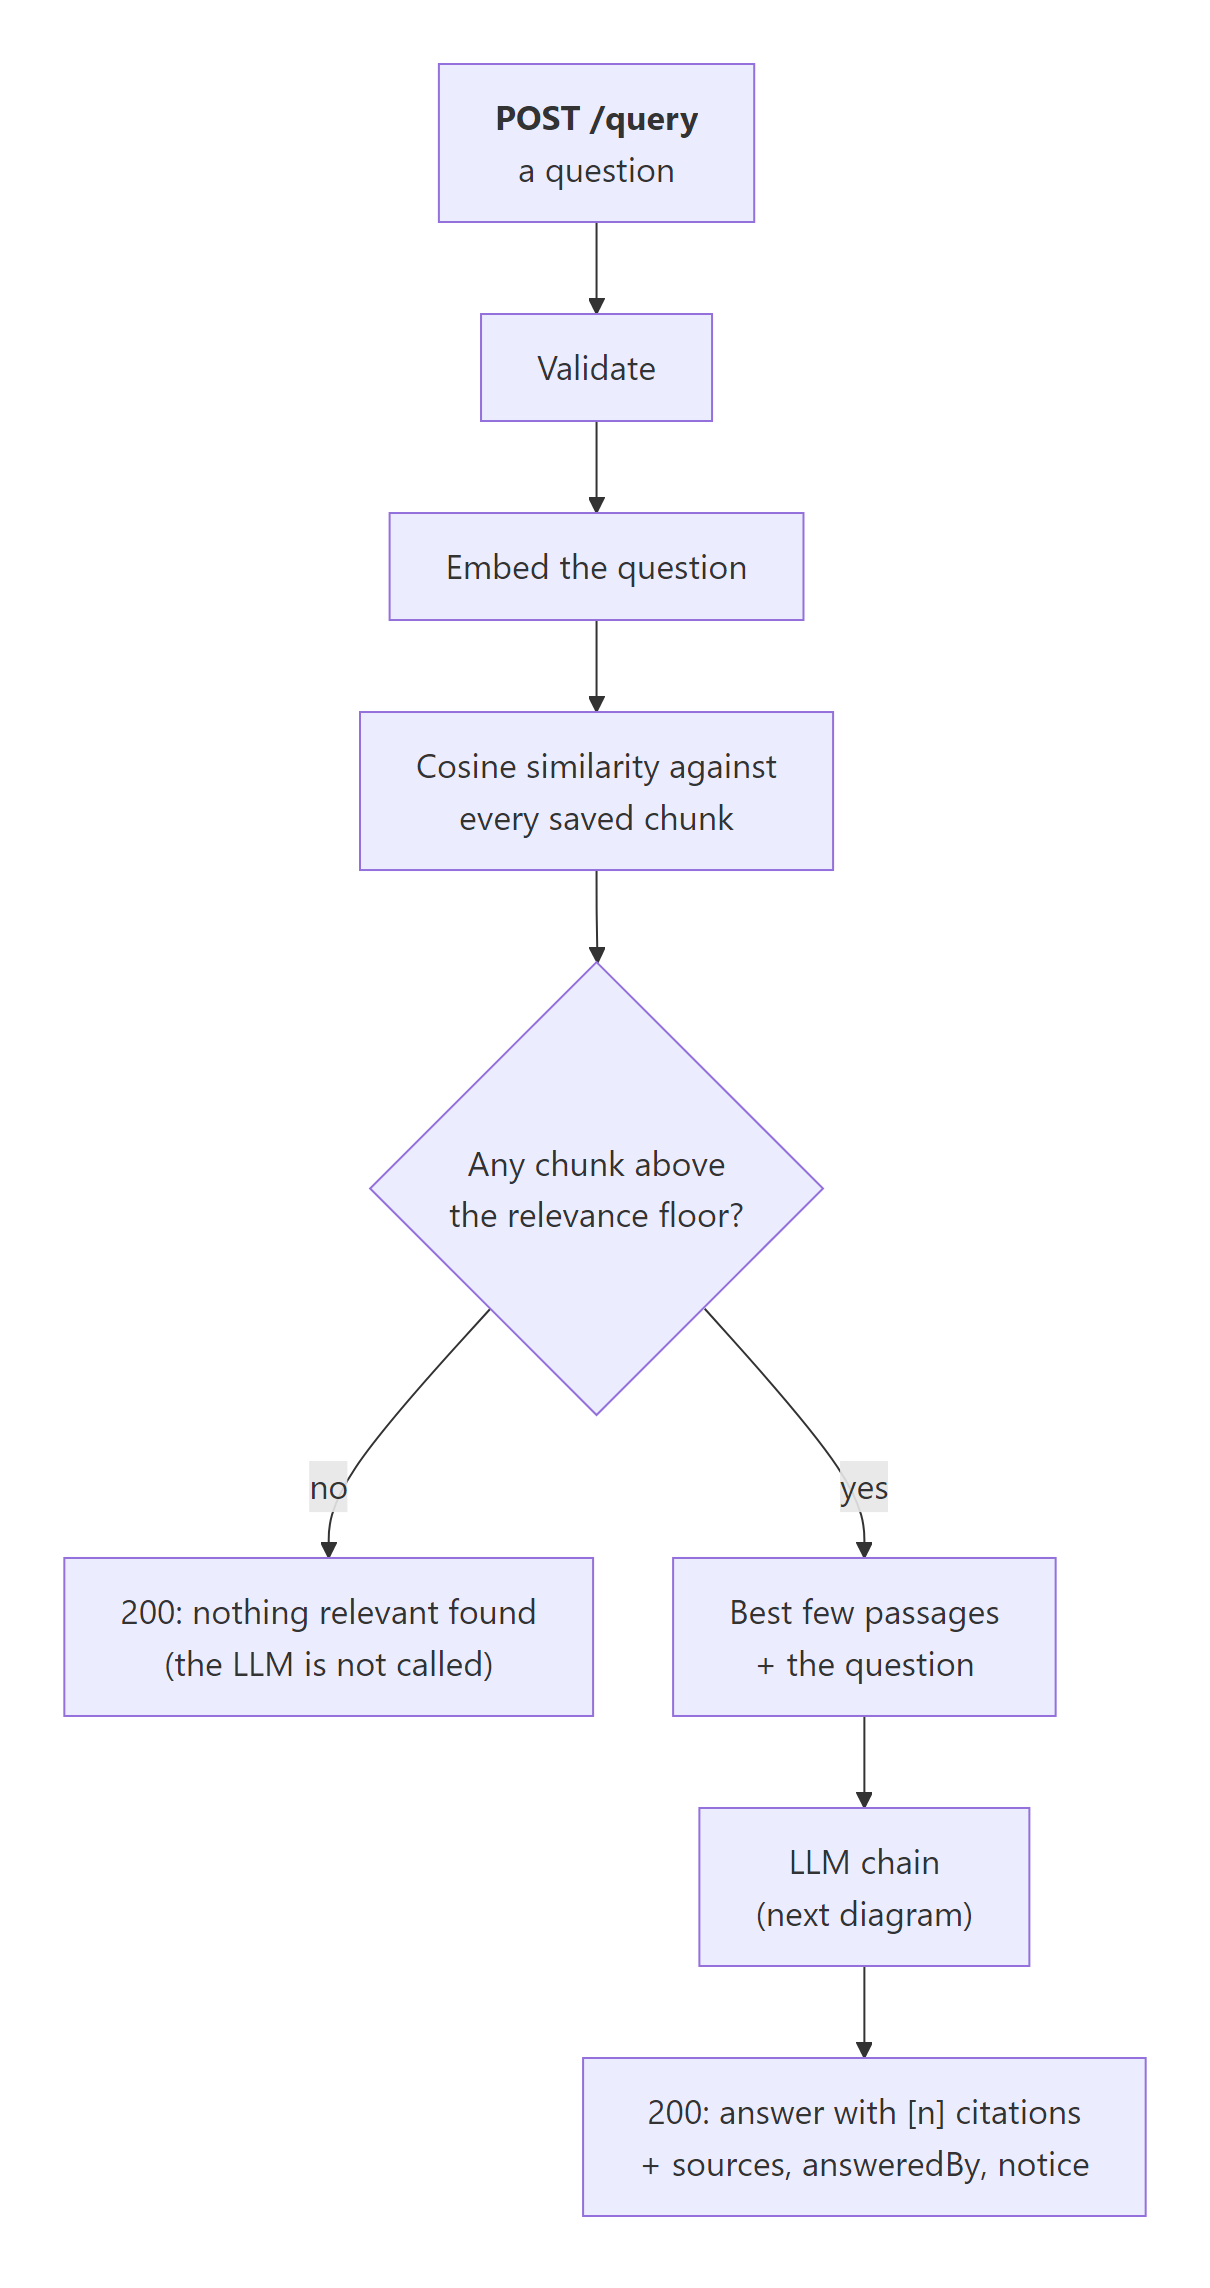 POST /query
a question
Validate
Embed the question
Cosine similarity against
every saved chunk
Any chunk above
the relevance floor?
no
yes
200: nothing relevant found
(the LLM is not called)
Best few passages
+ the question
LLM chain
(next diagram)
200: answer with [n] citations
+ sources, answeredBy, notice